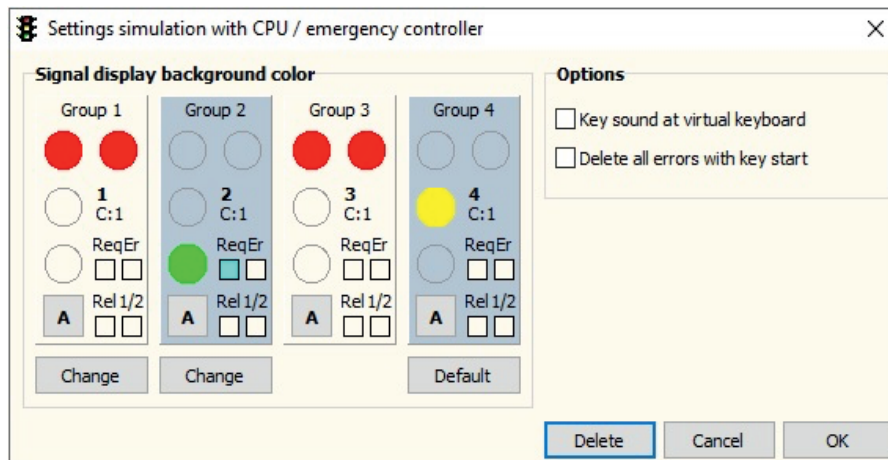 Settings simulation with CPU / emergency controller
Signal display background color
Group 1
1
C:1
ReqEr
Rel 1/2
A
Change
Group 2
2
C:1
ReqEr
Rel 1/2
A
Change
Group 3
3
C:1
ReqEr
Rel 1/2
A
Group 4
4
C:1
ReqEr
Rel 1/2
A
Default
Options
Key sound at virtual keyboard
Delete all errors with key start
Delete
Cancel
OK